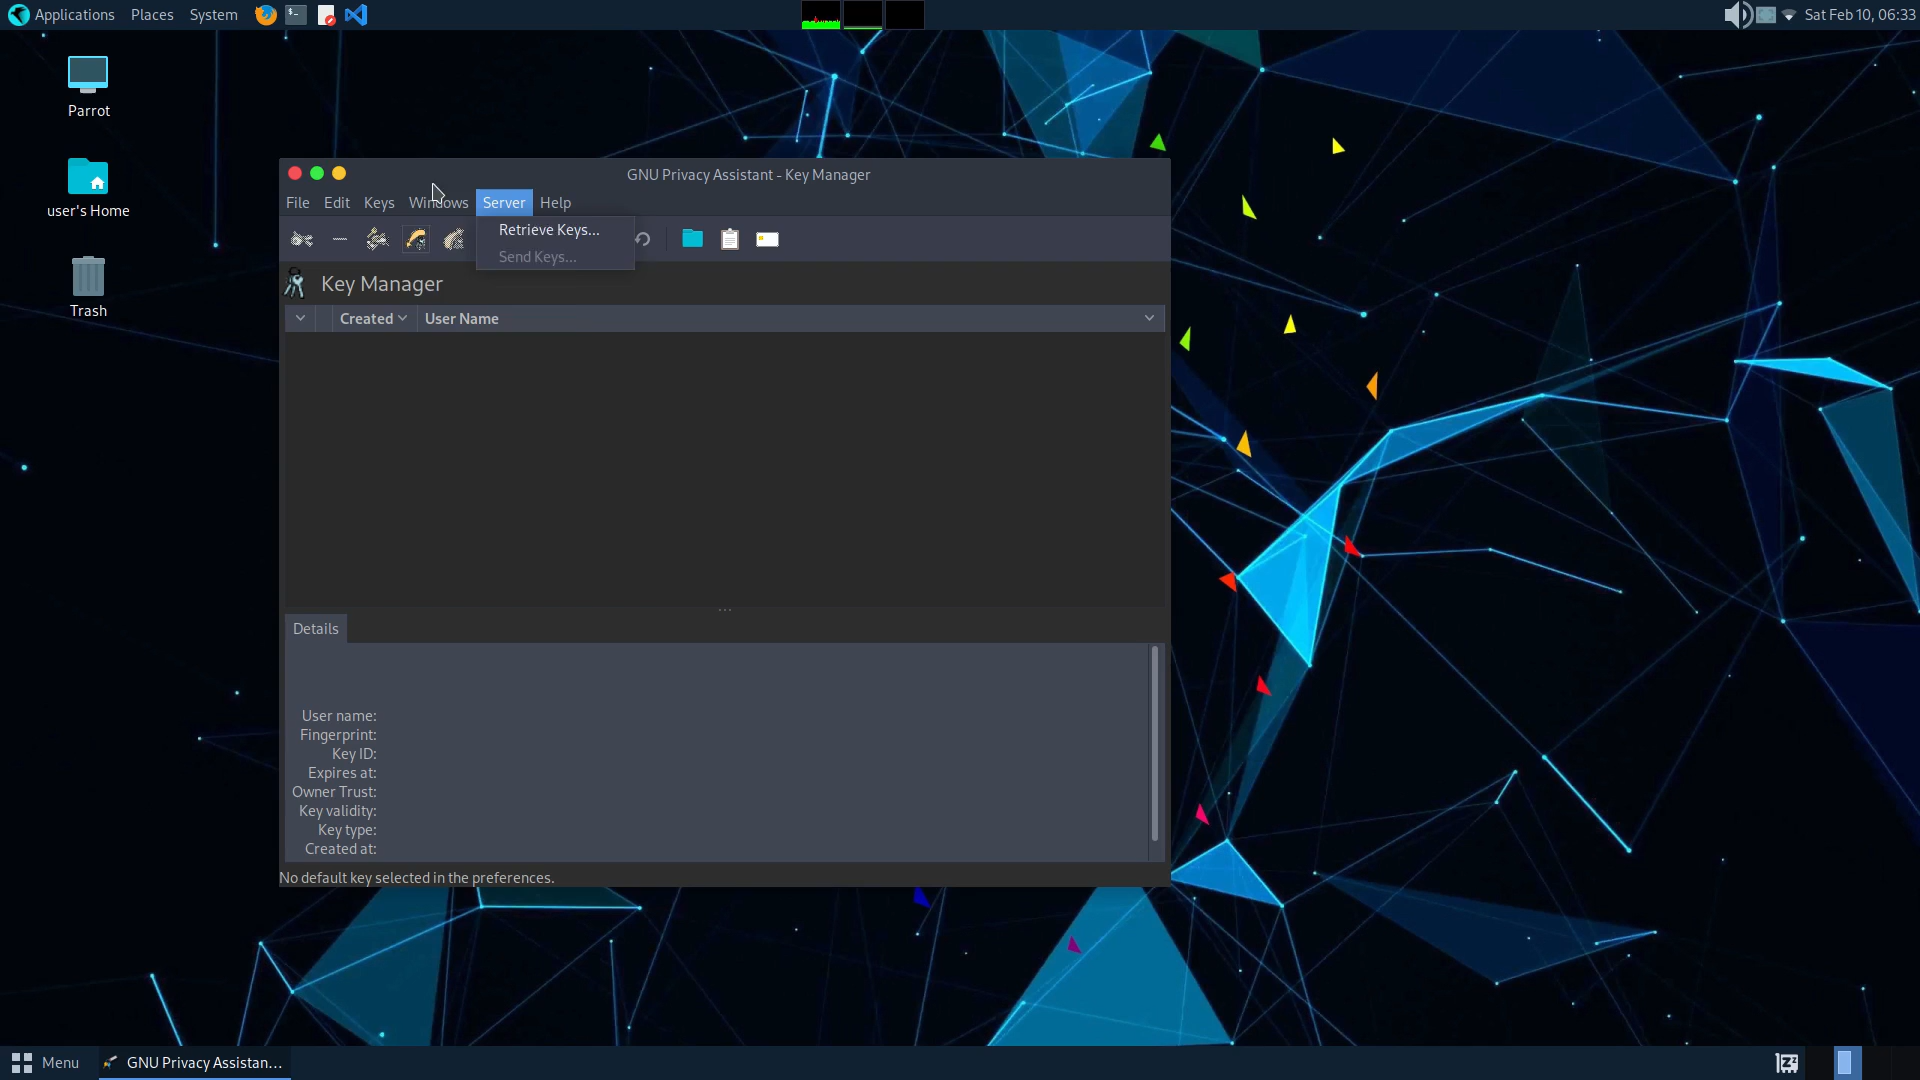 Applications Places System
Sat Feb 10, 06:33
Parrot
user's Home
Trash
GNU Privacy Assistant - Key Manager
File Edit Keys Windows Server Help
Retrieve Keys...
Send Keys...
Key Manager
Created User Name
Details
User name:
Fingerprint:
Key ID:
Expires at:
Owner Trust:
Key validity:
Key type:
Created at:
No default key selected in the preferences.
Menu GNU Privacy Assistan...